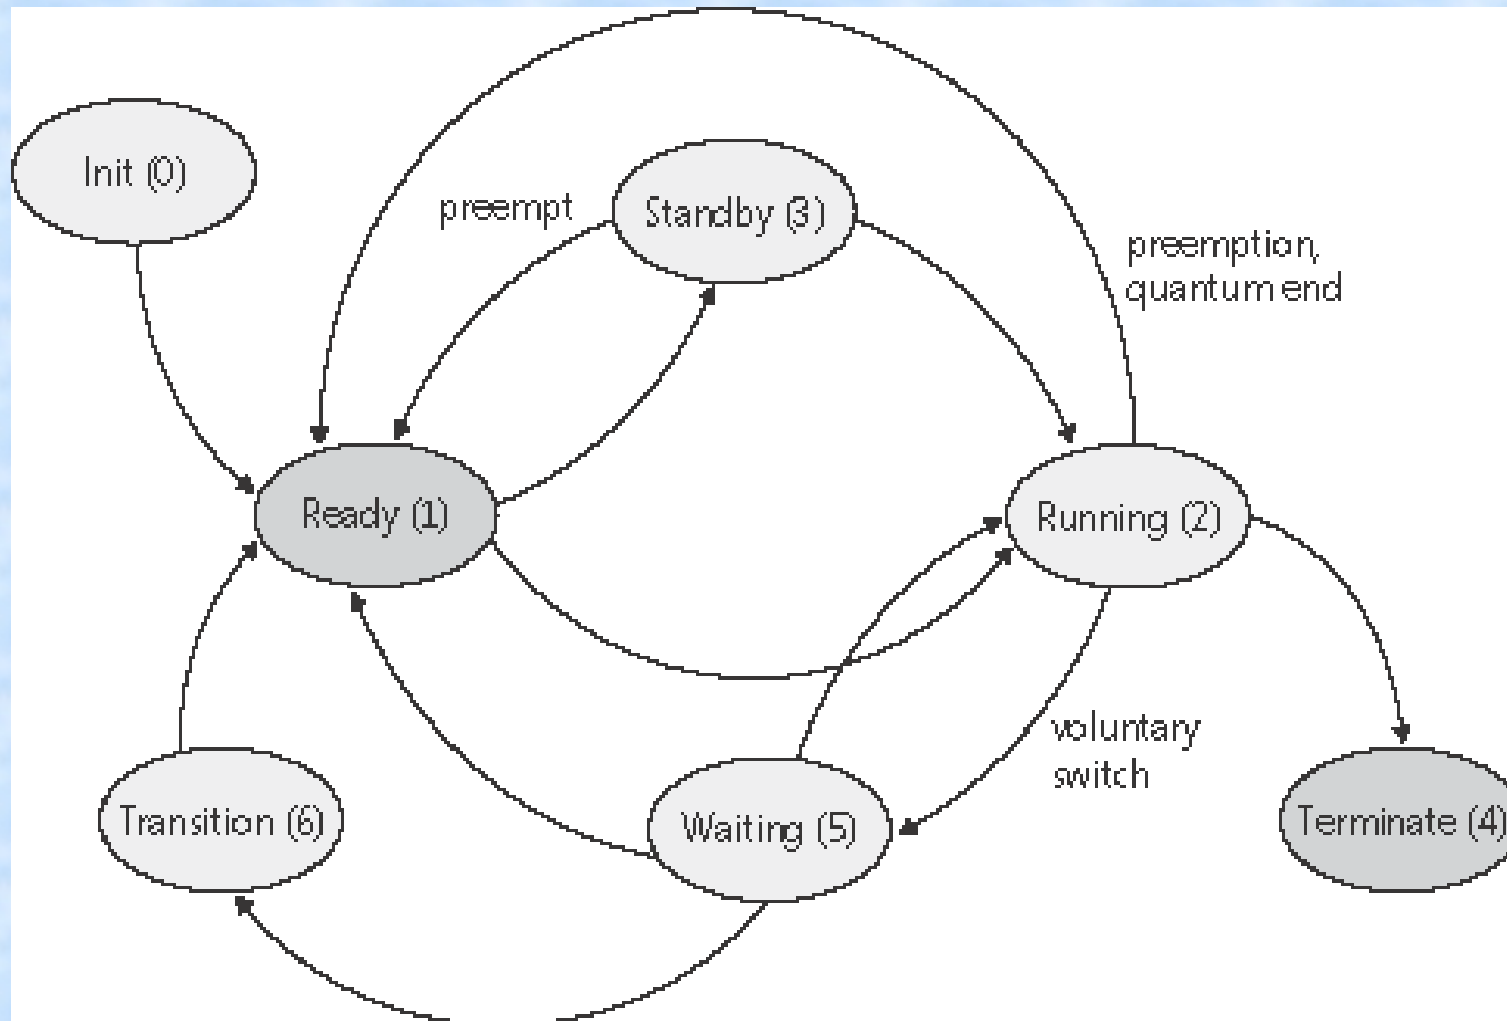 Init (0)
preempt
Standby (3)
preemption,
quantum end
Ready (1)
Running (2)
voluntary
switch
Transition (6)
Waiting (5)
Terminate (4)